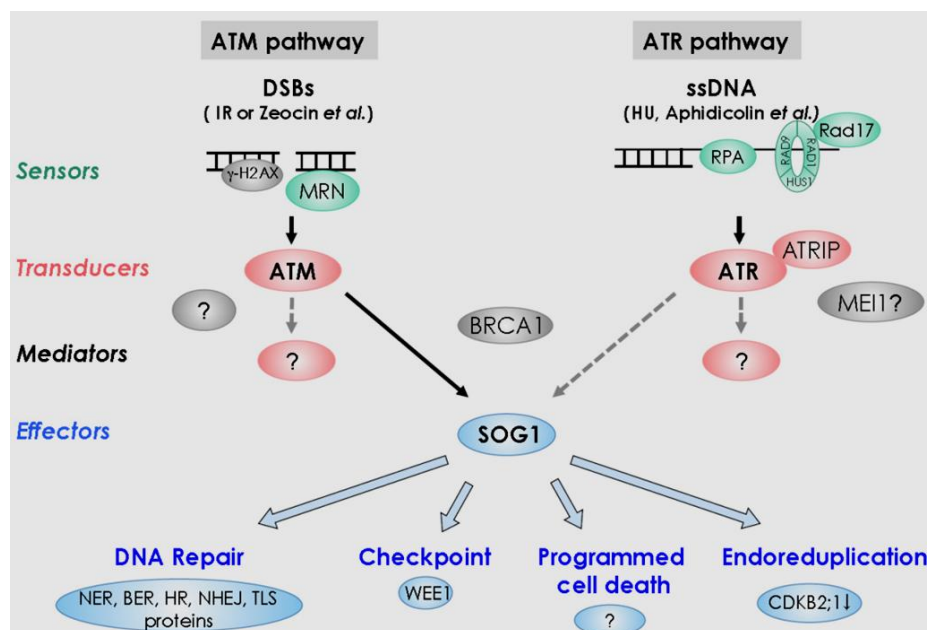 ATM pathway
ATR pathway
DSBs
( IR or Zeocin et al.)
ssDNA
(HU, Aphidicolin et al.)
Sensors
γ-H2AX
MRN
RPA
RAD9
RAD1
HUS1
Rad17
Transducers
ATM
ATR
ATRIP
?
BRCA1
MEI1?
Mediators
?
?
Effectors
SOG1
DNA Repair
Checkpoint
Programmed
cell death
Endoreduplication
NER, BER, HR, NHEJ, TLS
proteins
WEE1
?
CDKB2;1↓